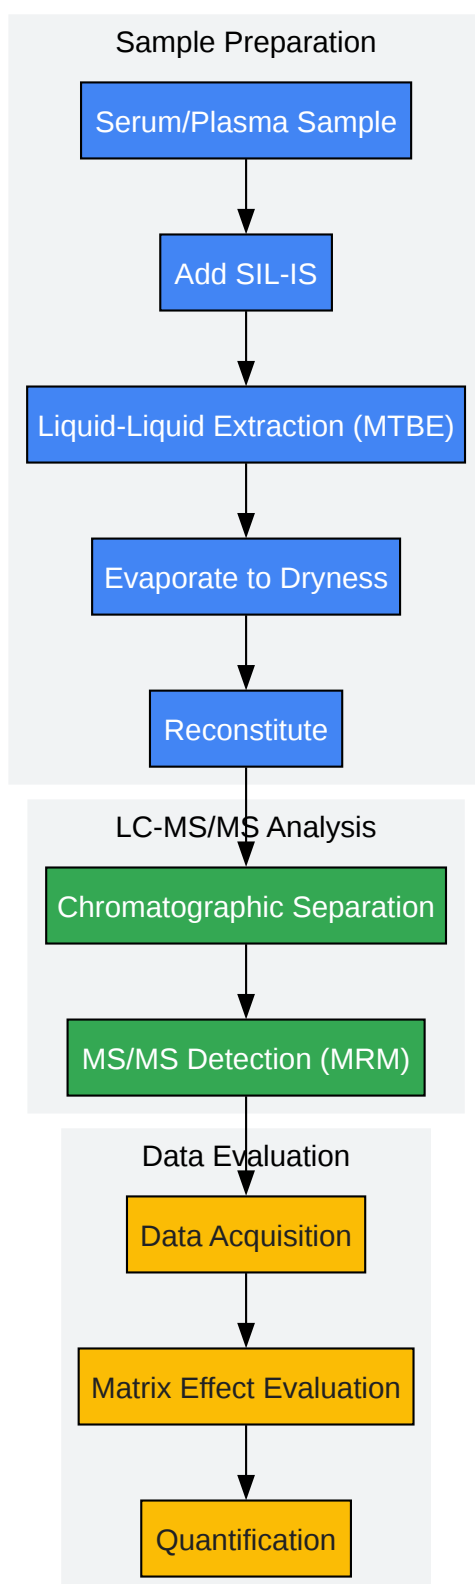 Sample Preparation
Serum/Plasma Sample
Add SIL-IS
Liquid-Liquid Extraction (MTBE)
Evaporate to Dryness
Reconstitute
LC-MS/MS Analysis
Chromatographic Separation
MS/MS Detection (MRM)
Data Evaluation
Data Acquisition
Matrix Effect Evaluation
Quantification